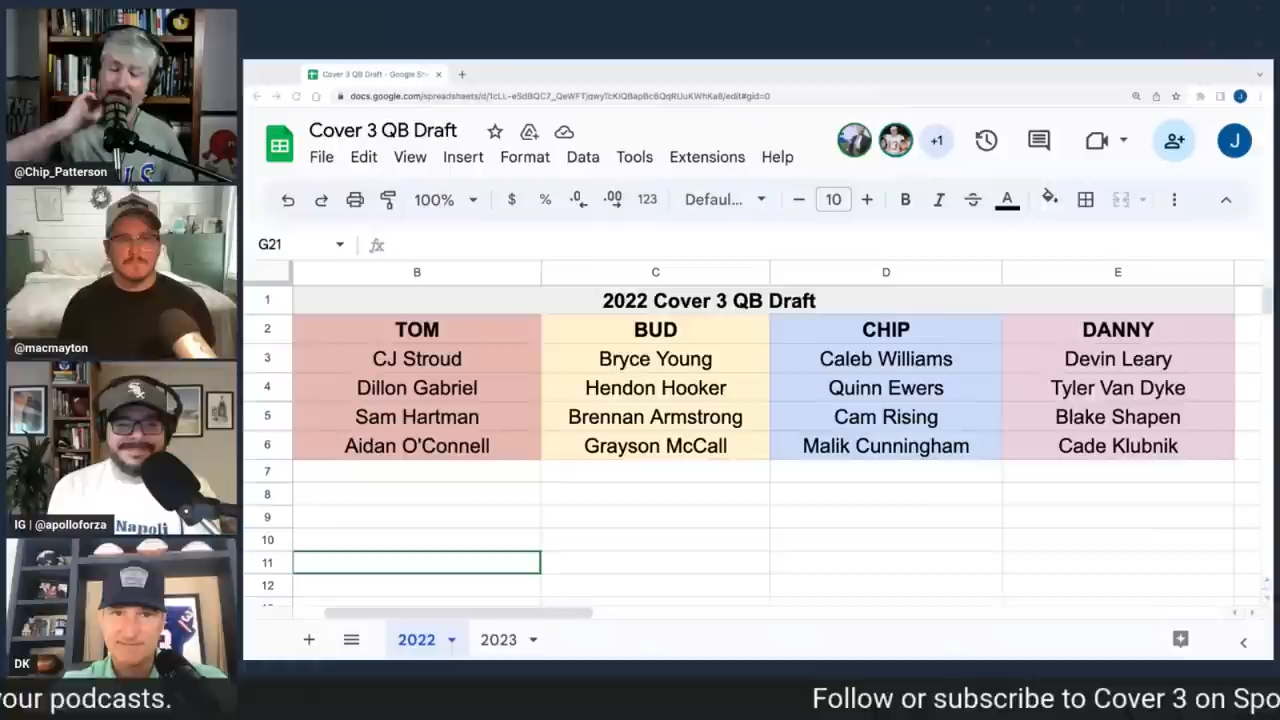 @Chip_Patterson
@macmayton
Napoli
IG | @apolloforza
DK
Cover 3 QB Draft - Google Sh
docs.google.com/spreadsheets/d/1cLL-eSdBQC7_QeWFTjqwyTcKIQBapBc6QqRUuKWhKa8/edit#gid=0
Cover 3 QB Draft
+1
J
File Edit View Insert Format Data Tools Extensions Help
100% $ % .0 .00 123 Defaul... 10 B I A
G21 fx
B C D E
1 2022 Cover 3 QB Draft
2 TOM BUD CHIP DANNY
3 CJ Stroud Bryce Young Caleb Williams Devin Leary
4 Dillon Gabriel Hendon Hooker Quinn Ewers Tyler Van Dyke
5 Sam Hartman Brennan Armstrong Cam Rising Blake Shapen
6 Aidan O'Connell Grayson McCall Malik Cunningham Cade Klubnik
7
8
9
10
11
12
2022 2023
your podcasts. Follow or subscribe to Cover 3 on Spo